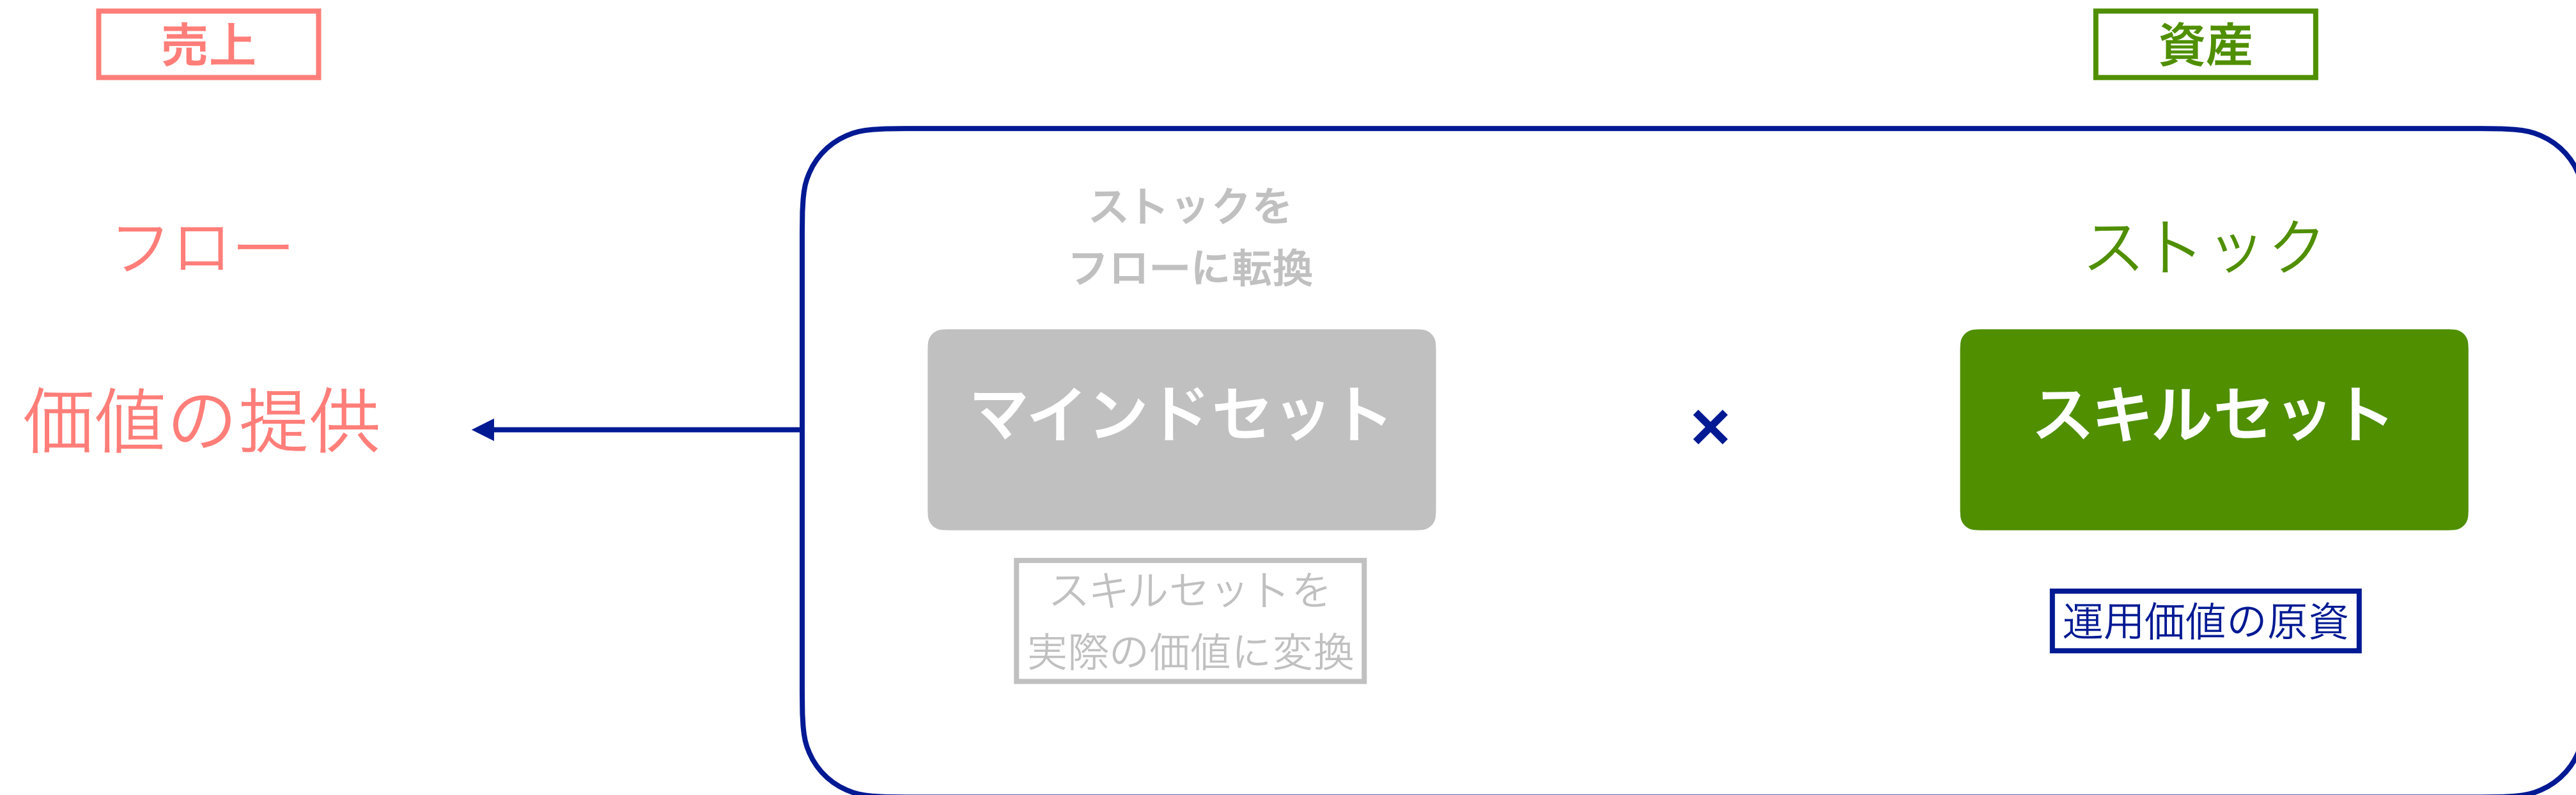 売上
資産
フロー
ストックを
フローに転換
ストック
価値の提供
マインドセット
×
スキルセット
スキルセットを
実際の価値に変換
運用価値の原資